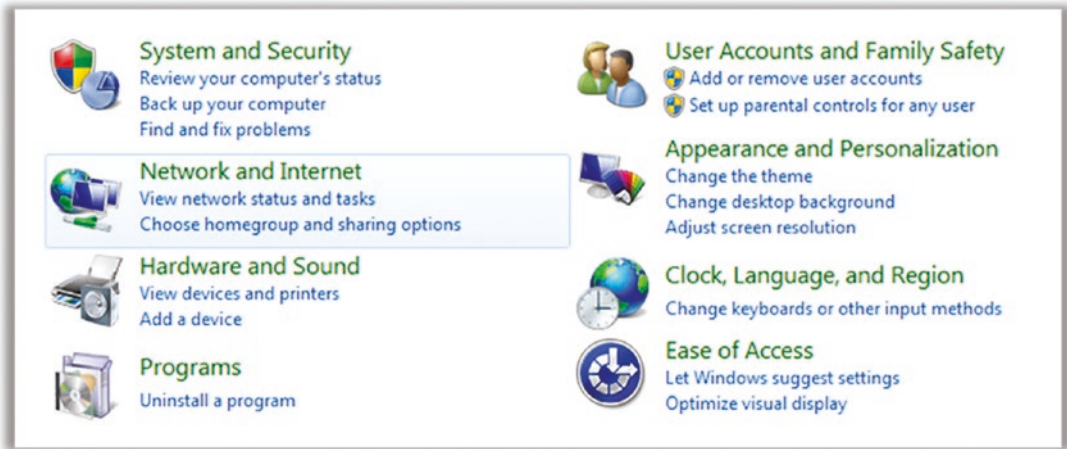 System and Security
Review your computer's status
Back up your computer
Find and fix problems
Network and Internet
View network status and tasks
Choose homegroup and sharing options
Hardware and Sound
View devices and printers
Add a device
Programs
Uninstall a program
User Accounts and Family Safety
Add or remove user accounts
Set up parental controls for any user
Appearance and Personalization
Change the theme
Change desktop background
Adjust screen resolution
Clock, Language, and Region
Change keyboards or other input methods
Ease of Access
Let Windows suggest settings
Optimize visual display